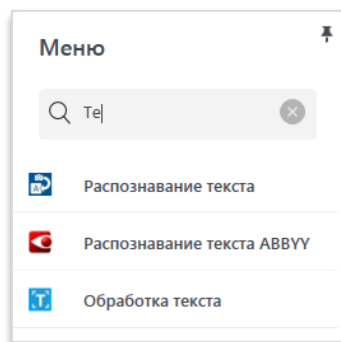 Меню
Те
Распознавание текста
Распознавание текста ABBYY
Обработка текста